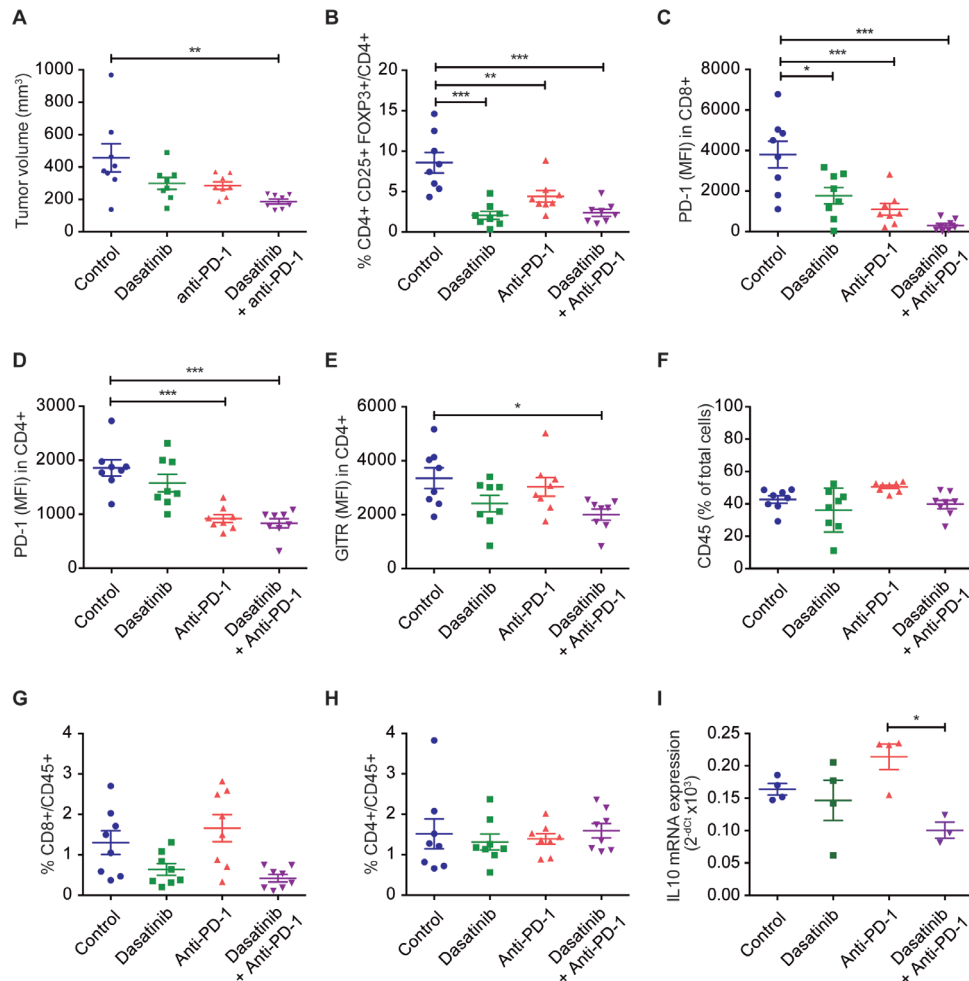 A
Tumor volume (mm³)
1000
800
600
400
200
0
**
Control
Dasatinib
anti-PD-1
Dasatinib
+ anti-PD-1
B
% CD4+ CD25+ FOXP3+/CD4+
20
15
10
5
0
***
**
***
Control
Dasatinib
Anti-PD-1
Dasatinib
+ Anti-PD-1
C
PD-1 (MFI) in CD8+
8000
6000
4000
2000
0
***
***
*
Control
Dasatinib
Anti-PD-1
Dasatinib
+ Anti-PD-1
D
PD-1 (MFI) in CD4+
3000
2000
1000
0
***
***
Control
Dasatinib
Anti-PD-1
Dasatinib
+ Anti-PD-1
E
GITR (MFI) in CD4+
6000
4000
2000
0
*
Control
Dasatinib
Anti-PD-1
Dasatinib
+ Anti-PD-1
F
CD45 (% of total cells)
100
80
60
40
20
0
Control
Dasatinib
Anti-PD-1
Dasatinib
+ Anti-PD-1
G
% CD8+/CD45+
4
3
2
1
0
Control
Dasatinib
Anti-PD-1
Dasatinib
+ Anti-PD-1
H
% CD4+/CD45+
4
3
2
1
0
Control
Dasatinib
Anti-PD-1
Dasatinib
+ Anti-PD-1
I
IL10 mRNA expression
(2^-dCt x10³)
0.25
0.20
0.15
0.10
0.05
0.00
*
Control
Dasatinib
Anti-PD-1
Dasatinib
+ Anti-PD-1